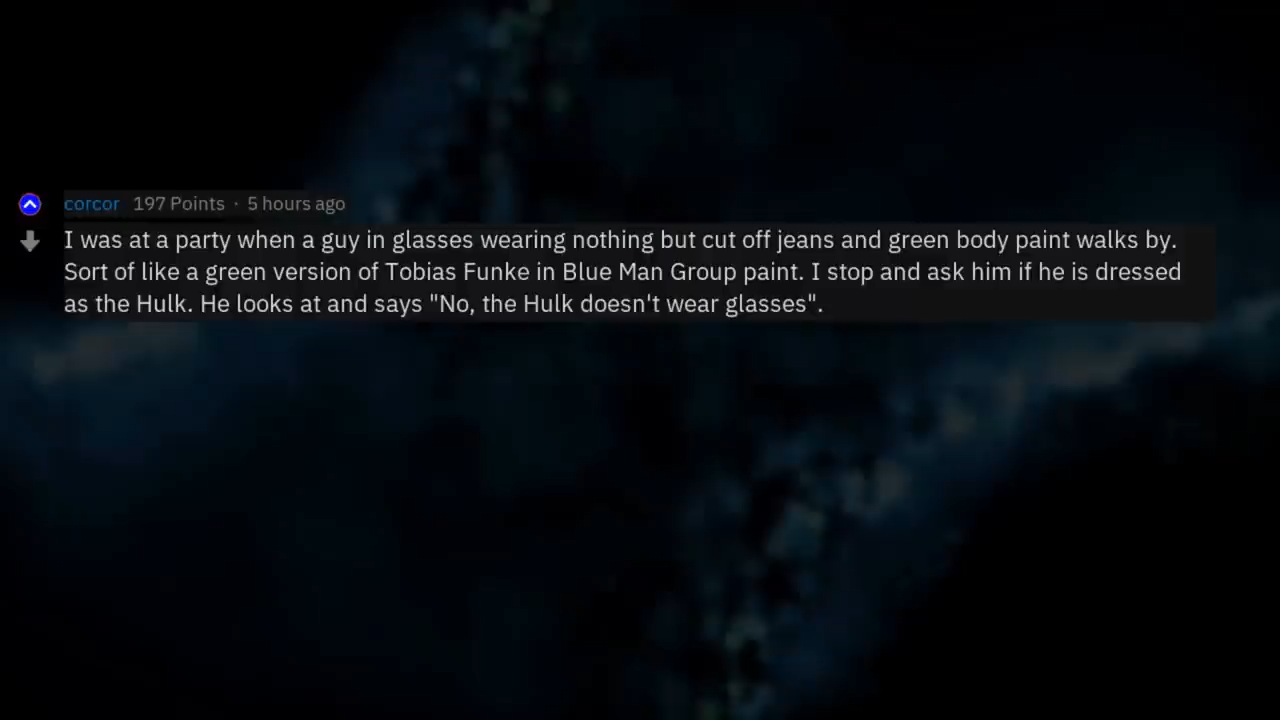 corcor 197 Points · 5 hours ago
I was at a party when a guy in glasses wearing nothing but cut off jeans and green body paint walks by.
Sort of like a green version of Tobias Funke in Blue Man Group paint. I stop and ask him if he is dressed
as the Hulk. He looks at and says "No, the Hulk doesn't wear glasses".